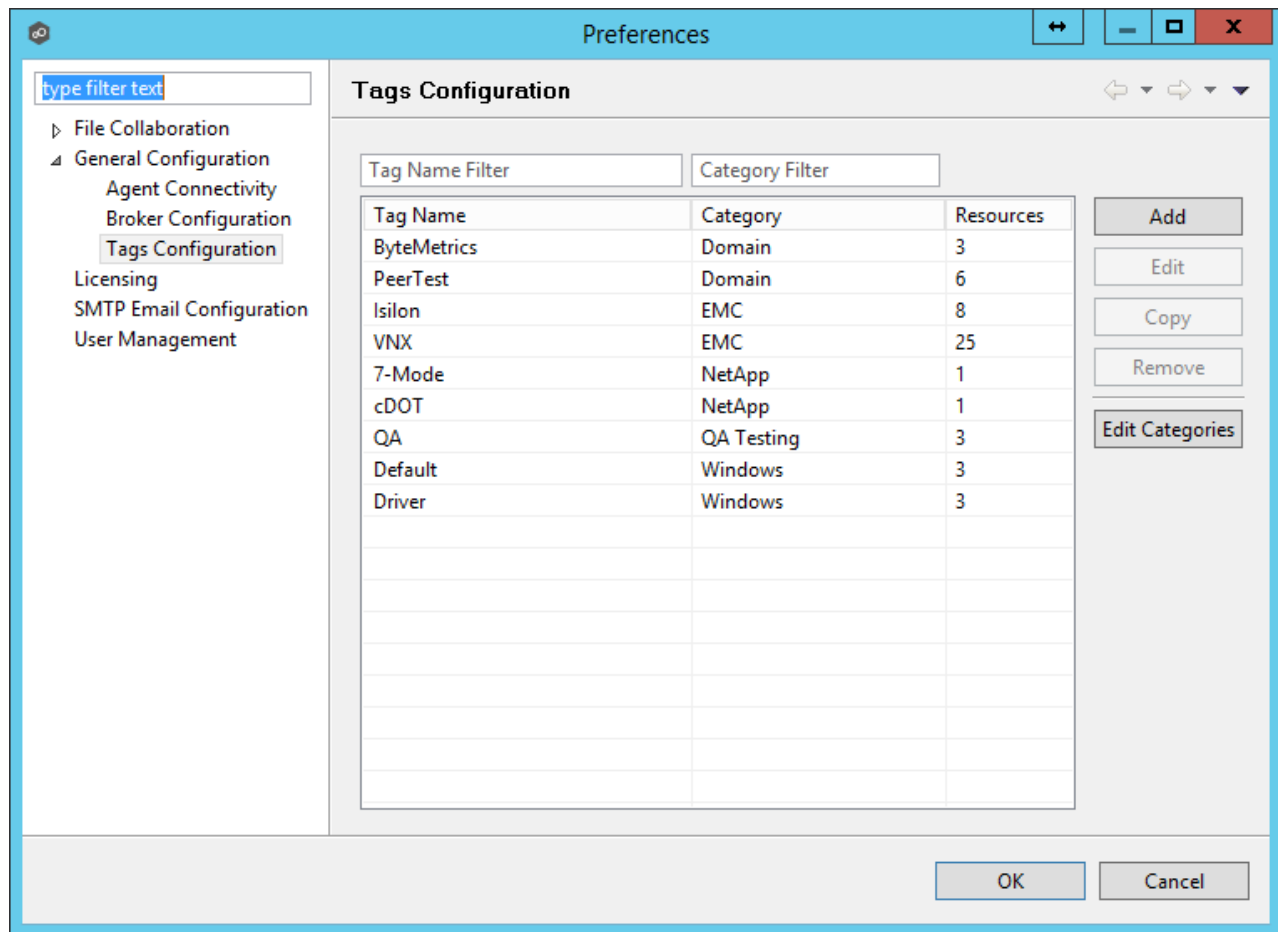 Preferences
type filter text
File Collaboration
General Configuration
Agent Connectivity
Broker Configuration
Tags Configuration
Licensing
SMTP Email Configuration
User Management
Tags Configuration
Tag Name Filter Category Filter
Tag Name Category Resources
ByteMetrics Domain 3
PeerTest Domain 6
Isilon EMC 8
VNX EMC 25
7-Mode NetApp 1
cDOT NetApp 1
QA QA Testing 3
Default Windows 3
Driver Windows 3
Add
Edit
Copy
Remove
Edit Categories
OK Cancel